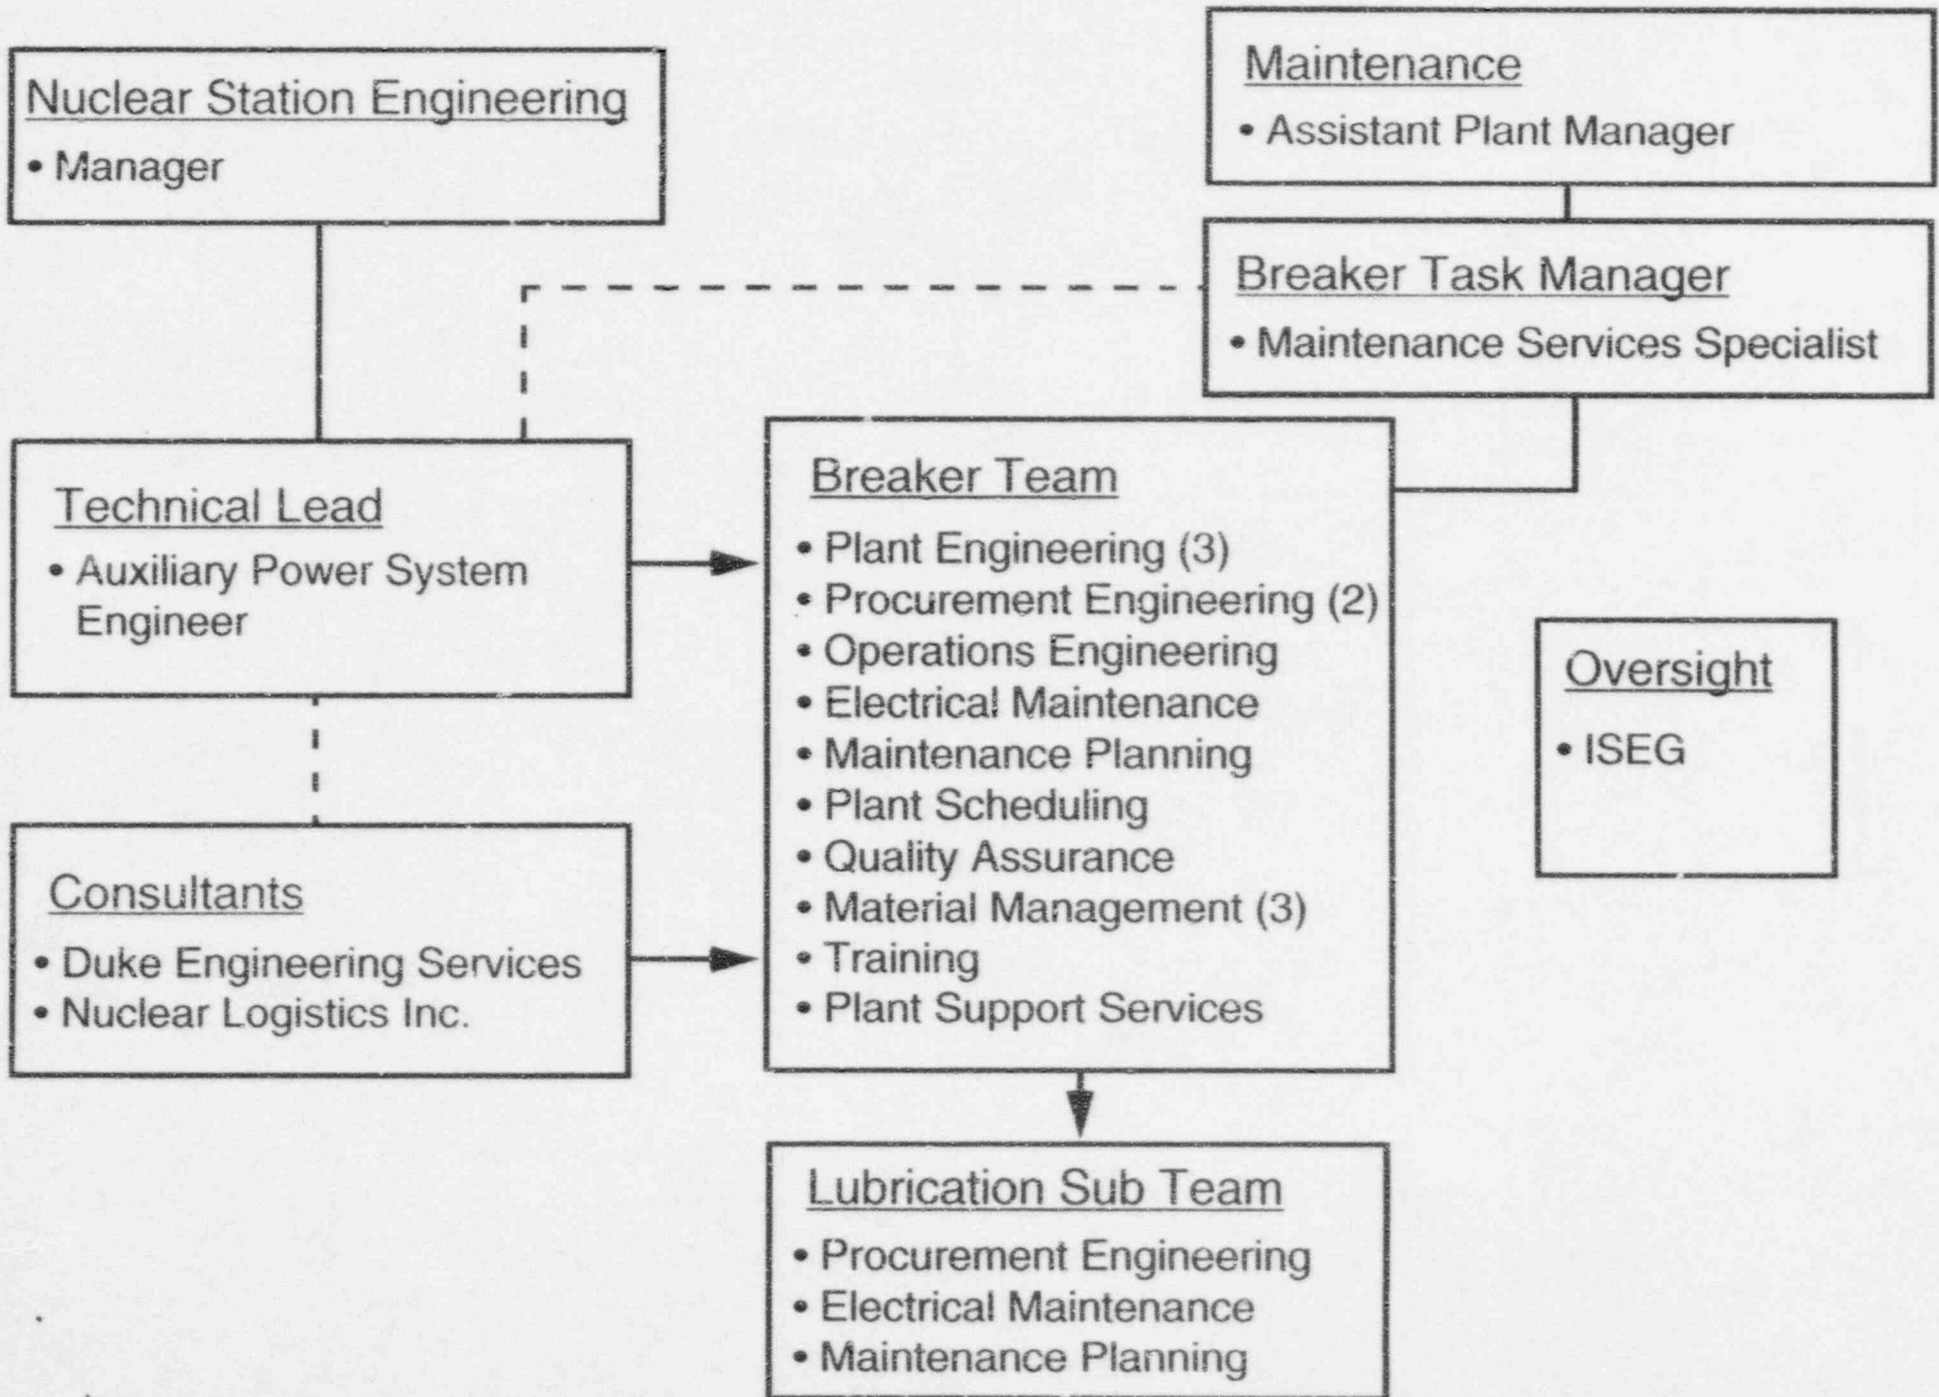 Nuclear Station Engineering
• Manager
Maintenance
• Assistant Plant Manager
Breaker Task Manager
• Maintenance Services Specialist
Technical Lead
• Auxiliary Power System
Engineer
Breaker Team
• Plant Engineering (3)
• Procurement Engineering (2)
• Operations Engineering
• Electrical Maintenance
• Maintenance Planning
• Plant Scheduling
• Quality Assurance
• Material Management (3)
• Training
• Plant Support Services
Oversight
• ISEG
Consultants
• Duke Engineering Services
• Nuclear Logistics Inc.
Lubrication Sub Team
• Procurement Engineering
• Electrical Maintenance
• Maintenance Planning